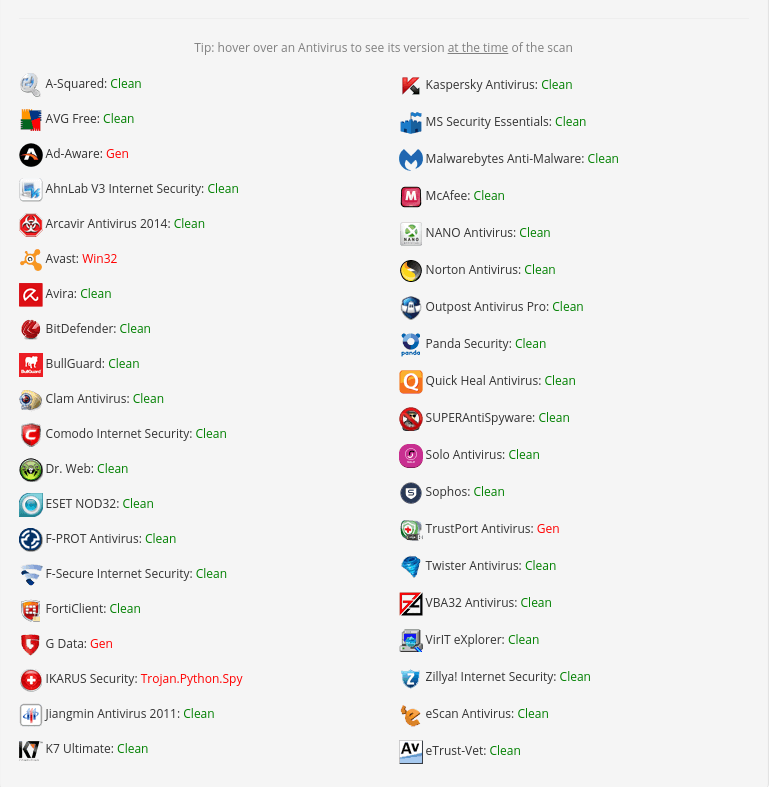 Tip: hover over an Antivirus to see its version at the time of the scan
A-Squared: Clean
AVG Free: Clean
Ad-Aware: Gen
AhnLab V3 Internet Security: Clean
Arcavir Antivirus 2014: Clean
Avast: Win32
Avira: Clean
BitDefender: Clean
BullGuard
BullGuard: Clean
Clam Antivirus: Clean
Comodo Internet Security: Clean
Dr. Web: Clean
ESET NOD32: Clean
F-PROT Antivirus: Clean
F-Secure Internet Security: Clean
FortiClient: Clean
G Data: Gen
IKARUS Security: Trojan.Python.Spy
Jiangmin Antivirus 2011: Clean
K7
K7 Ultimate: Clean
Kaspersky Antivirus: Clean
MS Security Essentials: Clean
Malwarebytes Anti-Malware: Clean
M
McAfee: Clean
NANO
NANO Antivirus: Clean
Norton Antivirus: Clean
Outpost Antivirus Pro: Clean
panda
Panda Security: Clean
Q
Quick Heal Antivirus: Clean
SUPERAntiSpyware: Clean
Solo Antivirus: Clean
S
Sophos: Clean
TrustPort Antivirus: Gen
Twister Antivirus: Clean
VBA32 Antivirus: Clean
VirIT eXplorer: Clean
Z
Zillya! Internet Security: Clean
eScan Antivirus: Clean
AV
eTrust-Vet: Clean